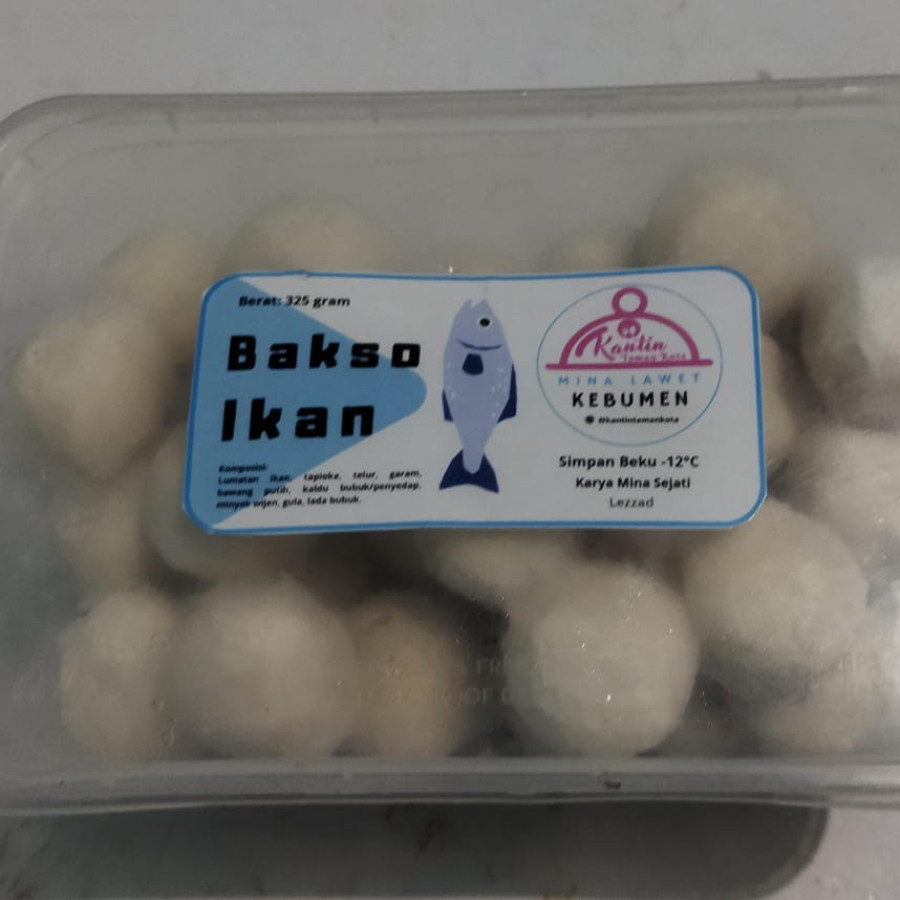 Berat: 325 gram
Bakso
Ikan
Komposisi:
Lumatan ikan, tapioka, telur, garam,
bawang putih, kaldu bubuk/penyedap,
minyak wijen, gula, lada bubuk.
Kantin
Taman Kota
MINA LAWET
KEBUMEN
@kantintamankota
Simpan Beku -12°C
Karya Mina Sejati
Lezzad